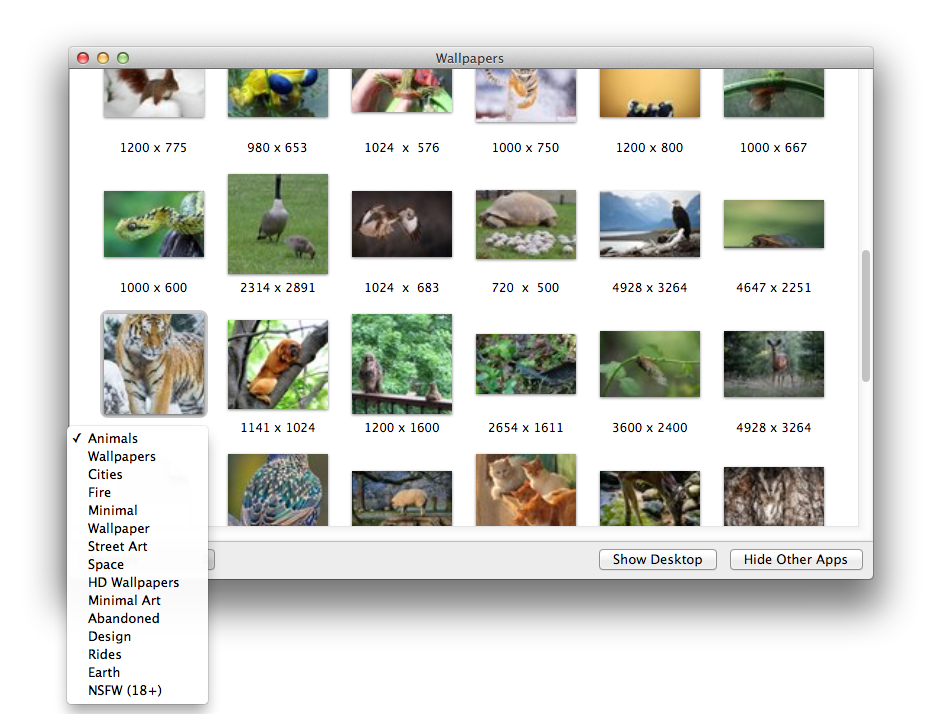 Wallpapers
1200 x 775
980 x 653
1024 x 576
1000 x 750
1200 x 800
1000 x 667
1000 x 600
2314 x 2891
1024 x 683
720 x 500
4928 x 3264
4647 x 2251
1141 x 1024
1200 x 1600
2654 x 1611
3600 x 2400
4928 x 3264
✓ Animals
Wallpapers
Cities
Fire
Minimal
Wallpaper
Street Art
Space
HD Wallpapers
Minimal Art
Abandoned
Design
Rides
Earth
NSFW (18+)
Show Desktop
Hide Other Apps